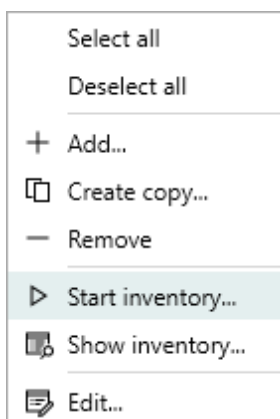 Select all
Deselect all
Add...
Create copy...
Remove
Start inventory...
Show inventory...
Edit...